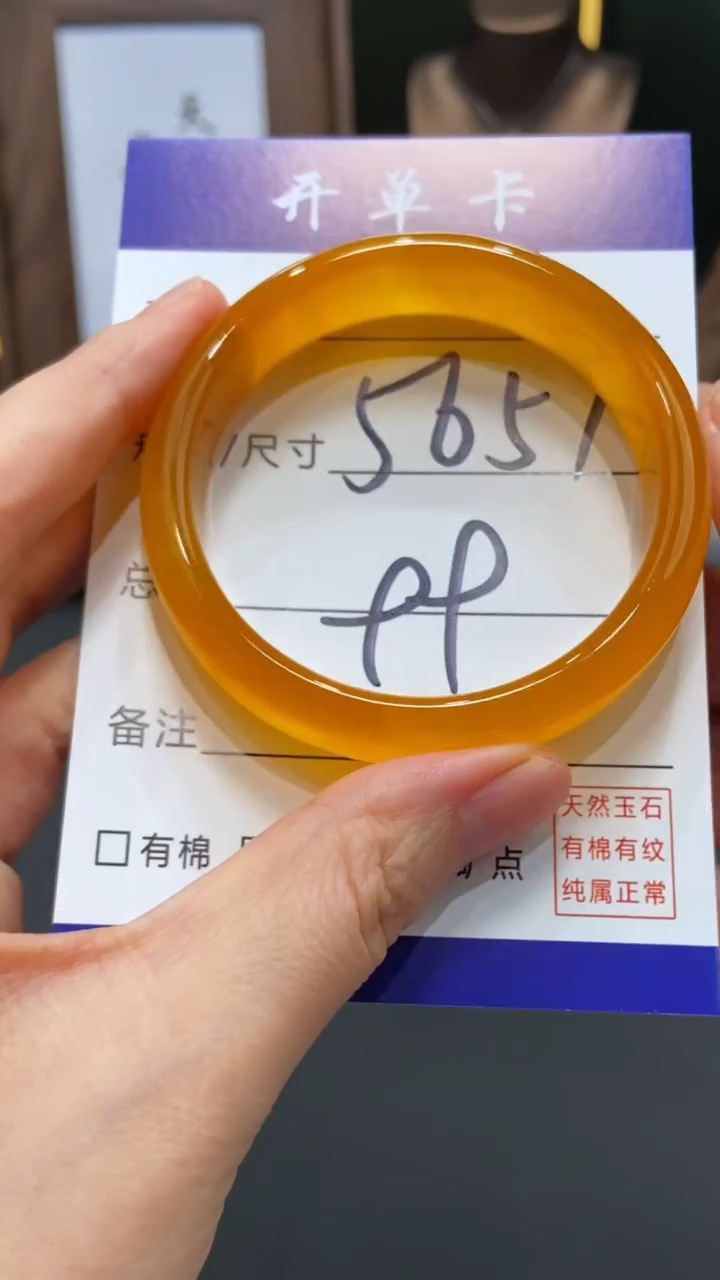 开单卡
/尺寸 5651
总 99
备注
有棉
点
天然玉石
有棉有纹
纯属正常